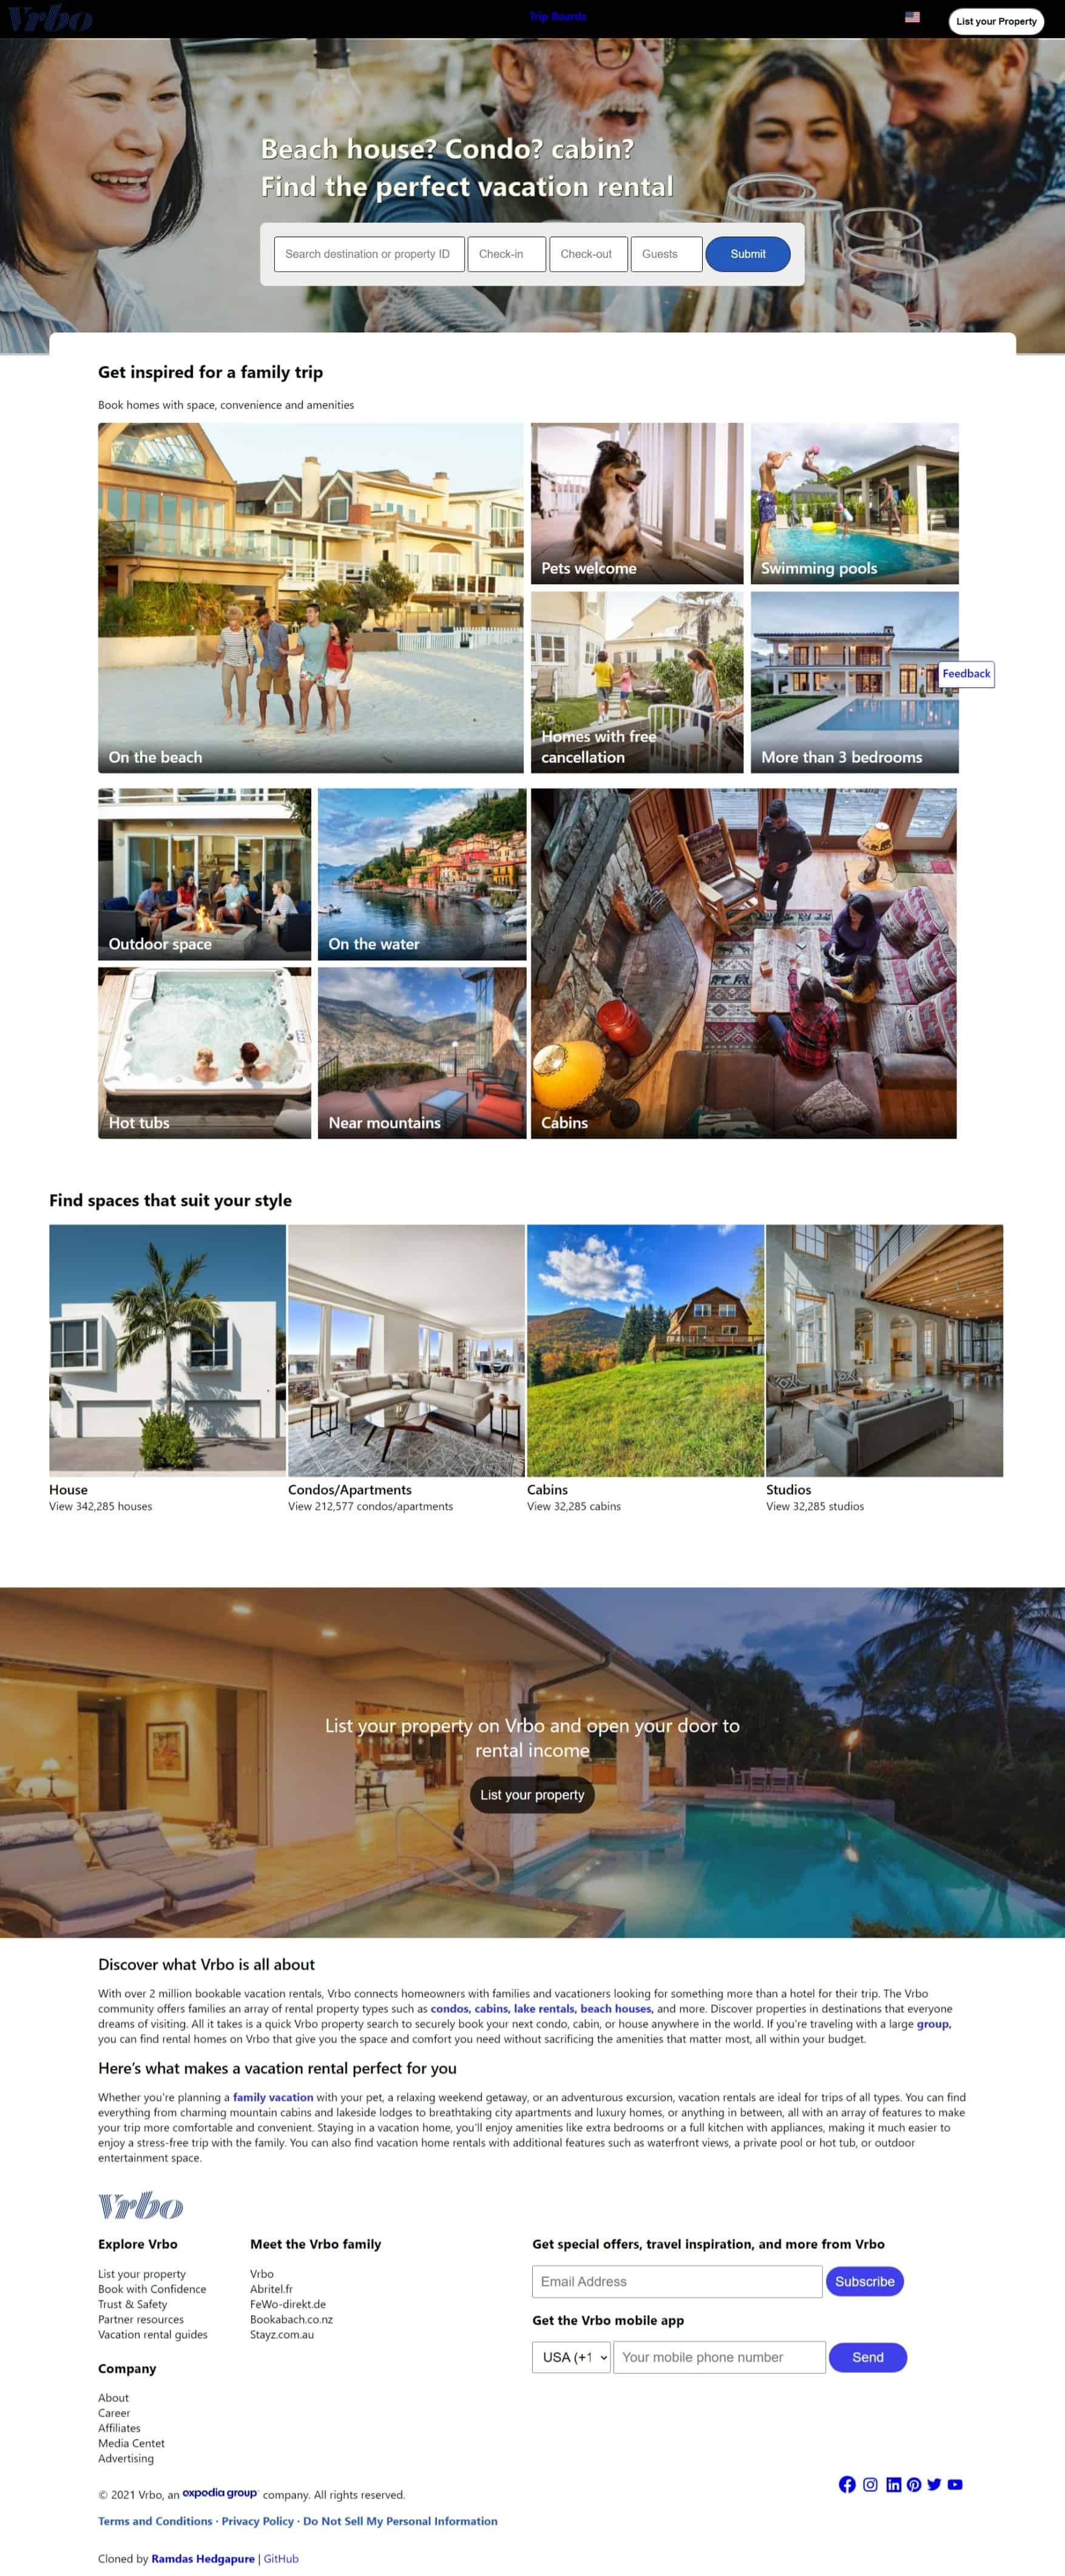 Vrbo
Trip Boards
List your Property
Beach house? Condo? cabin?
Find the perfect vacation rental
Search destination or property ID
Check-in
Check-out
Guests
Submit
Get inspired for a family trip
Book homes with space, convenience and amenities
Pets welcome
Swimming pools
Feedback
Homes with free
cancellation
On the beach
More than 3 bedrooms
Outdoor space
On the water
Hot tubs
Near mountains
Cabins
Find spaces that suit your style
House
View 342,285 houses
Condos/Apartments
View 212,577 condos/apartments
Cabins
View 32,285 cabins
Studios
View 32,285 studios
List your property on Vrbo and open your door to
rental income
List your property
Discover what Vrbo is all about
With over 2 million bookable vacation rentals, Vrbo connects homeowners with families and vacationers looking for something more than a hotel for their trip. The Vrbo
community offers families an array of rental property types such as condos, cabins, lake rentals, beach houses, and more. Discover properties in destinations that everyone
dreams of visiting. All it takes is a quick Vrbo property search to securely book your next condo, cabin, or house anywhere in the world. If you're traveling with a large group,
you can find rental homes on Vrbo that give you the space and comfort you need without sacrificing the amenities that matter most, all within your budget.
Here's what makes a vacation rental perfect for you
Whether you're planning a family vacation with your pet, a relaxing weekend getaway, or an adventurous excursion, vacation rentals are ideal for trips of all types. You can find
everything from charming mountain cabins and lakeside lodges to breathtaking city apartments and luxury homes, or anything in between, all with an array of features to make
your trip more comfortable and convenient. Staying in a vacation home, you'll enjoy amenities like extra bedrooms or a full kitchen with appliances, making it much easier to
enjoy a stress-free trip with the family. You can also find vacation home rentals with additional features such as waterfront views, a private pool or hot tub, or outdoor
entertainment space.
Vrbo
Explore Vrbo
List your property
Book with Confidence
Trust & Safety
Partner resources
Vacation rental guides
Meet the Vrbo family
Vrbo
Abritel.fr
FeWo-direkt.de
Bookabach.co.nz
Stayz.com.au
Get special offers, travel inspiration, and more from Vrbo
Email Address
Subscribe
Get the Vrbo mobile app
USA (+1
Your mobile phone number
Send
Company
About
Career
Affiliates
Media Centet
Advertising
© 2021 Vrbo, an expedia group company. All rights reserved.
Terms and Conditions · Privacy Policy · Do Not Sell My Personal Information
Cloned by Ramdas Hedgapure | GitHub